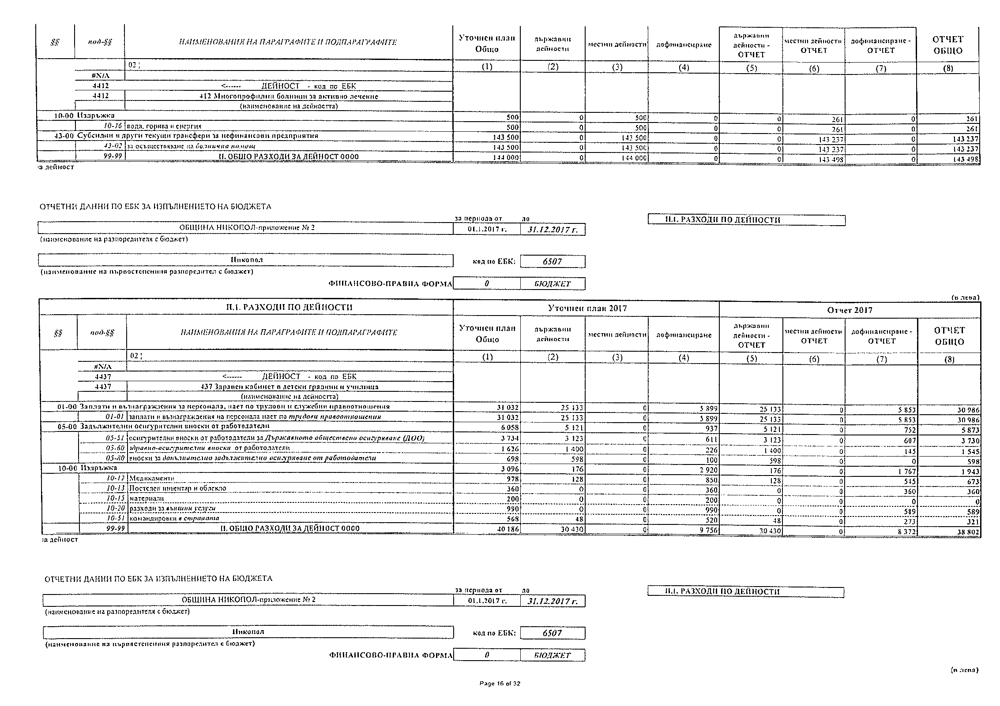 §§ под-§§ НАИМЕНОВАНИЯ НА ПАРАГРАФИТЕ И ПОДПАРАГРАФИТЕ Уточнен план Общо държавни дейности местни дейности дофинансиране държавни дейности - ОТЧЕТ местни дейности ОТЧЕТ дофинансиране - ОТЧЕТ ОТЧЕТ ОБЩО
02 ¦ (1) (2) (3) (4) (5) (6) (7) (8)
#N/A
4412 <------ ДЕЙНОСТ - код по ЕБК
4412 412 Многопрофилни болници за активно лечение
(наименование на дейността)
10-00 Издръжка 500 0 500 0 0 261 0 261
10-16 вода, горива и енергия 500 0 500 0 0 261 0 261
43-00 Субсидии и други текущи трансфери за нефинансови предприятия 143 500 0 143 500 0 0 143 237 0 143 237
43-02 за осъществяване на болнична помощ 143 500 0 143 500 0 0 143 237 0 143 237
99-99 II. ОБЩО РАЗХОДИ ЗА ДЕЙНОСТ 0000 144 000 0 144 000 0 0 143 498 0 143 498
за дейност
ОТЧЕТНИ ДАННИ ПО ЕБК ЗА ИЗПЪЛНЕНИЕТО НА БЮДЖЕТА
за периода от до II.1. РАЗХОДИ ПО ДЕЙНОСТИ
ОБЩИНА НИКОПОЛ-приложение № 2 01.1.2017 г. 31.12.2017 г.
(наименование на разпоредителя с бюджет)
Никопол код по ЕБК: 6507
(наименование на първостепенния разпоредител с бюджет)
ФИНАНСОВО-ПРАВНА ФОРМА 0 БЮДЖЕТ
(в лева)
II.1. РАЗХОДИ ПО ДЕЙНОСТИ Уточнен план 2017 Отчет 2017
§§ под-§§ НАИМЕНОВАНИЯ НА ПАРАГРАФИТЕ И ПОДПАРАГРАФИТЕ Уточнен план Общо държавни дейности местни дейности дофинансиране държавни дейности - ОТЧЕТ местни дейности ОТЧЕТ дофинансиране - ОТЧЕТ ОТЧЕТ ОБЩО
02 ¦ (1) (2) (3) (4) (5) (6) (7) (8)
#N/A
4437 <------ ДЕЙНОСТ - код по ЕБК
4437 437 Здравен кабинет в детски градини и училища
(наименование на дейността)
01-00 Заплати и възнаграждения за персонала, нает по трудови и служебни правоотношения 31 032 25 133 0 5 899 25 133 0 5 853 30 986
01-01 заплати и възнаграждения на персонала нает по трудови правоотношения 31 032 25 133 0 5 899 25 133 0 5 853 30 986
05-00 Задължителни осигурителни вноски от работодатели 6 058 5 121 0 937 5 121 0 752 5 873
05-51 осигурителни вноски от работодатели за Държавното обществено осигуряване (ДОО) 3 734 3 123 0 611 3 123 0 607 3 730
05-60 здравно-осигурителни вноски от работодатели 1 626 1 400 0 226 1 400 0 145 1 545
05-80 вноски за допълнително задължително осигуряване от работодатели 698 598 0 100 598 0 0 598
10-00 Издръжка 3 096 176 0 2 920 176 0 1 767 1 943
10-12 Медикаменти 978 128 0 850 128 0 545 673
10-13 Постелен инвентар и облекло 360 0 0 360 0 0 360 360
10-15 материали 200 0 0 200 0 0 0 0
10-20 разходи за външни услуги 990 0 0 990 0 0 589 589
10-51 командировки в страната 568 48 0 520 48 0 273 321
99-99 II. ОБЩО РАЗХОДИ ЗА ДЕЙНОСТ 0000 40 186 30 430 0 9 756 30 430 0 8 372 38 802
за дейност
ОТЧЕТНИ ДАННИ ПО ЕБК ЗА ИЗПЪЛНЕНИЕТО НА БЮДЖЕТА
за периода от до II.1. РАЗХОДИ ПО ДЕЙНОСТИ
ОБЩИНА НИКОПОЛ-приложение № 2 01.1.2017 г. 31.12.2017 г.
(наименование на разпоредителя с бюджет)
Никопол код по ЕБК: 6507
(наименование на първостепенния разпоредител с бюджет)
ФИНАНСОВО-ПРАВНА ФОРМА 0 БЮДЖЕТ
(в лева)
Page 16 of 32